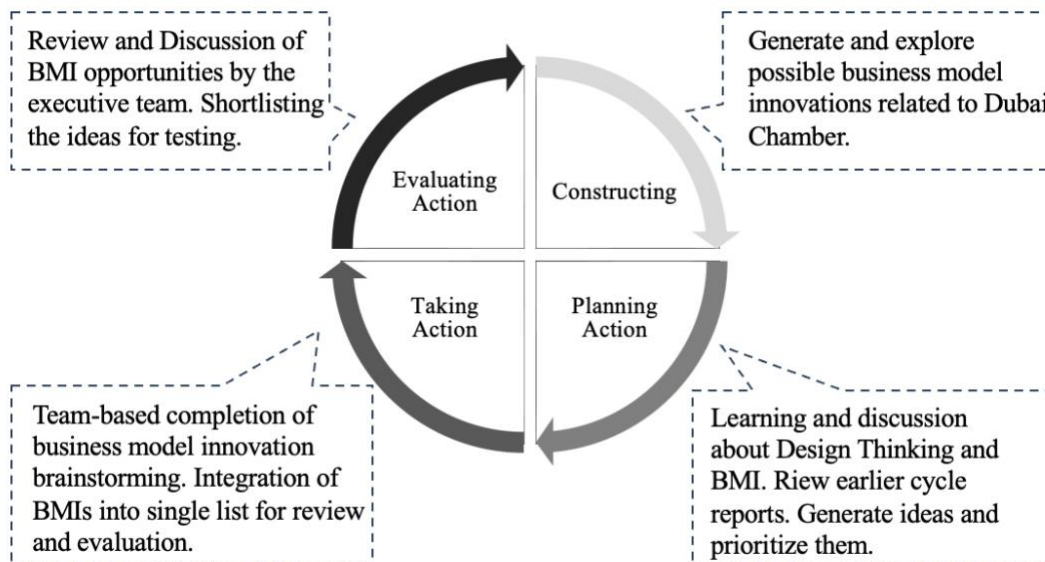 Review and Discussion of
BMI opportunities by the
executive team. Shortlisting
the ideas for testing.
Generate and explore
possible business model
innovations related to Dubai
Chamber.
Evaluating
Action
Constructing
Taking
Action
Planning
Action
Team-based completion of
business model innovation
brainstorming. Integration of
BMIs into single list for review
and evaluation.
Learning and discussion
about Design Thinking and
BMI. Riew earlier cycle
reports. Generate ideas and
prioritize them.